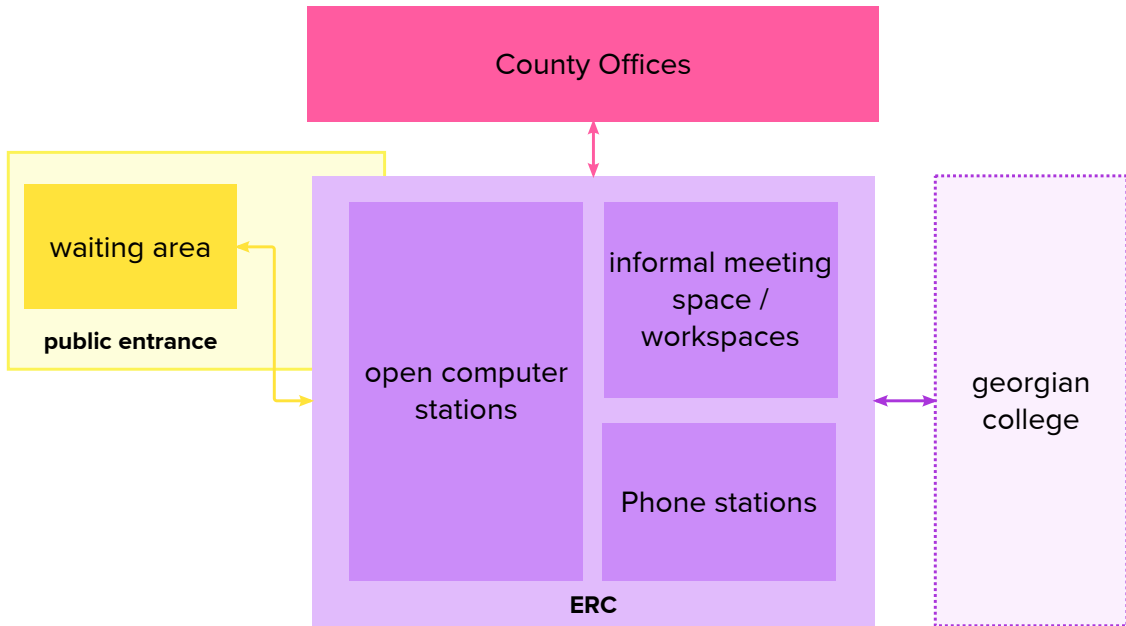 County Offices
waiting area
public entrance
open computer
stations
informal meeting
space /
workspaces
Phone stations
ERC
georgian
college